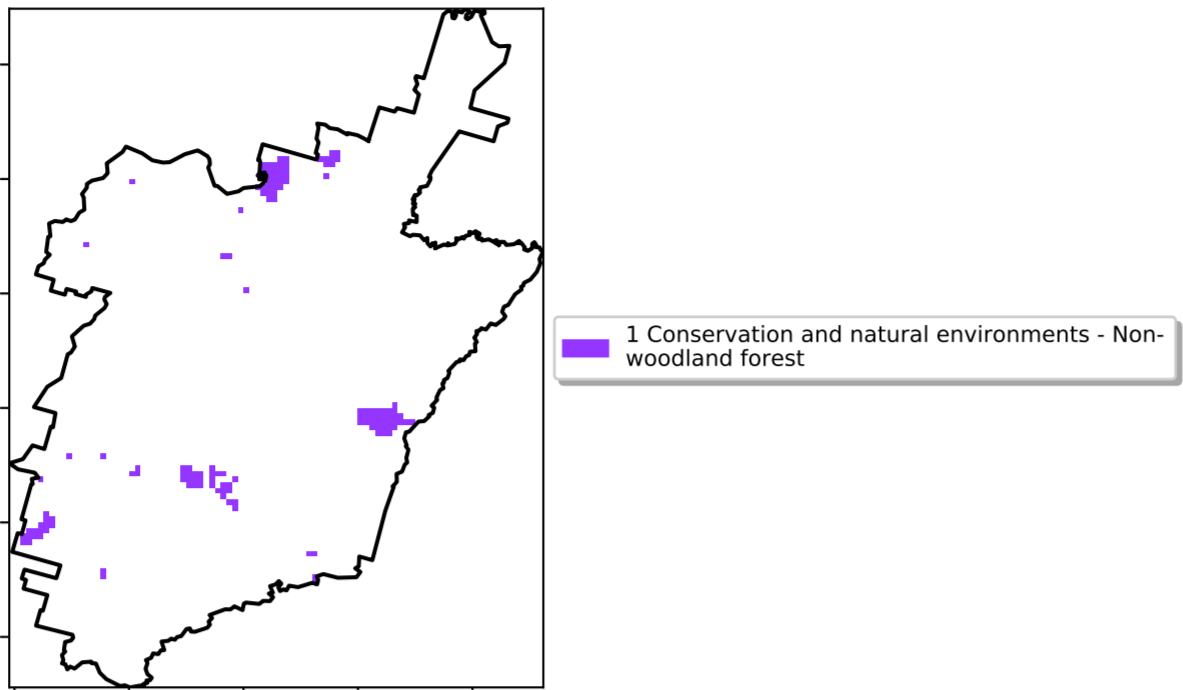 1 Conservation and natural environments - Non-
woodland forest